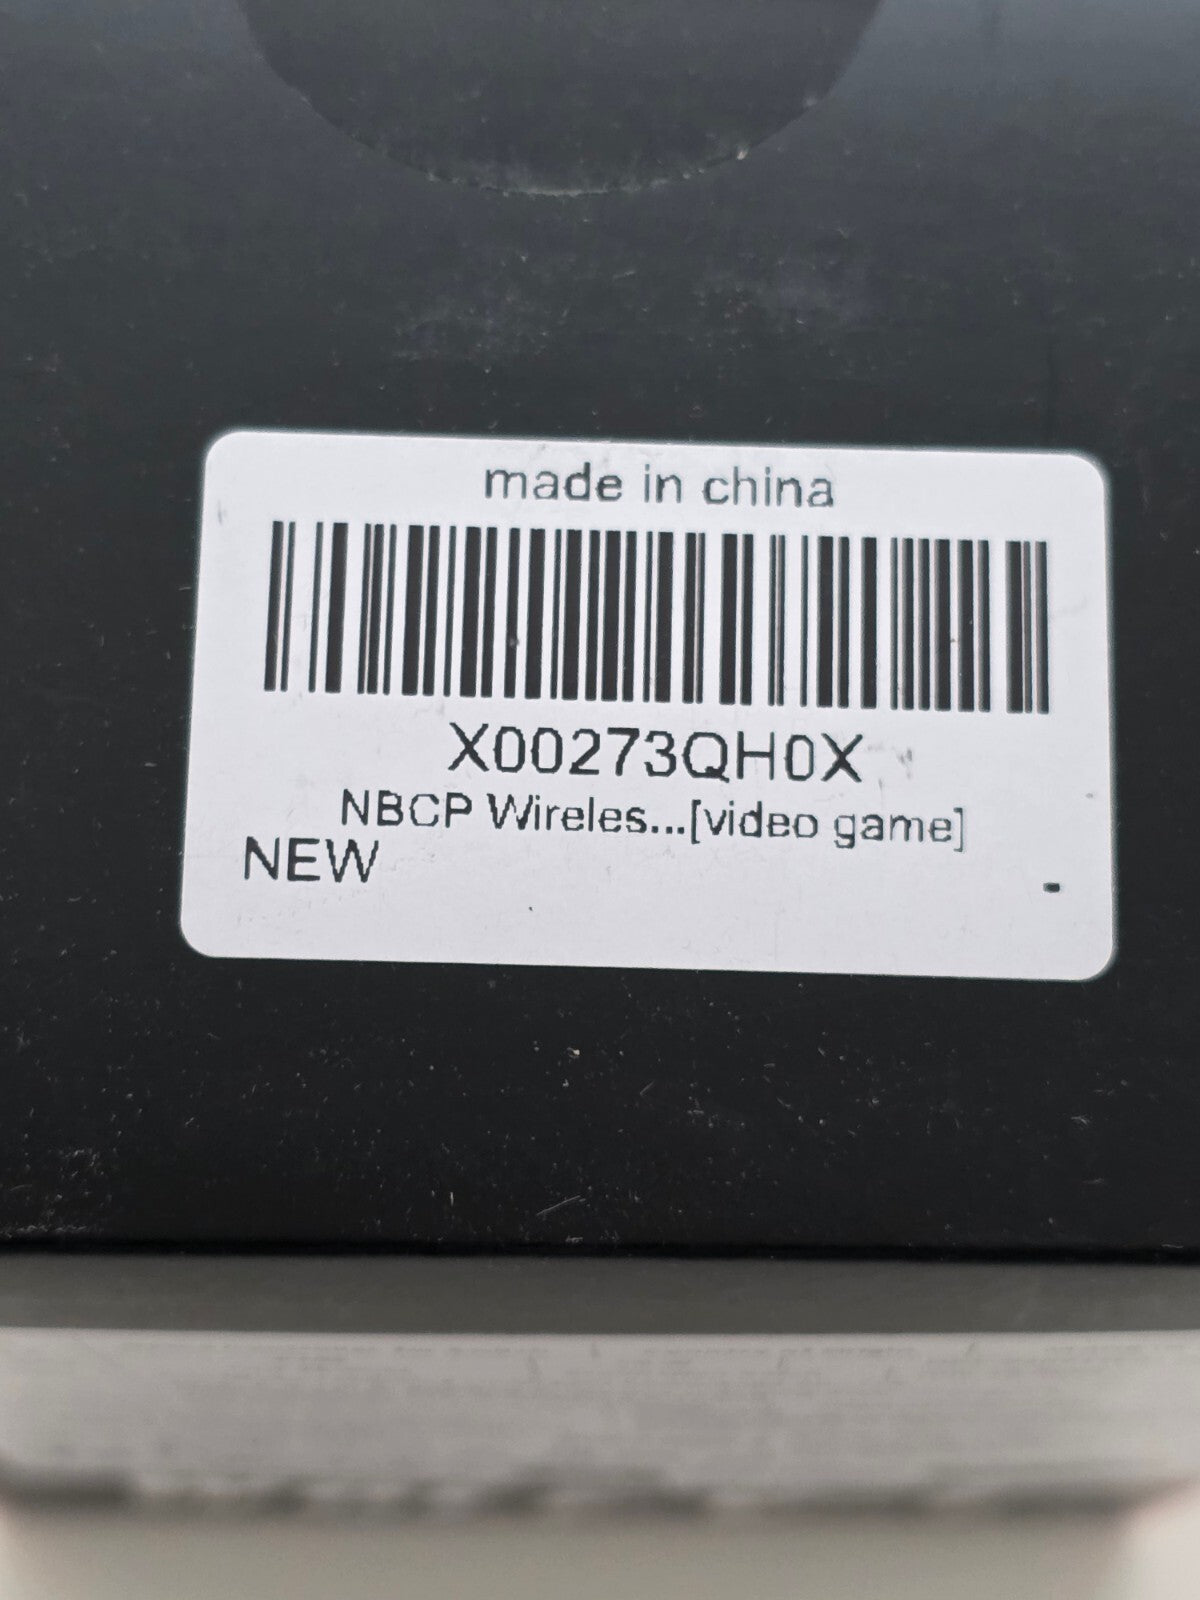 made in china
X00273QH0X
NBCP Wireles...[video game]
NEW
-